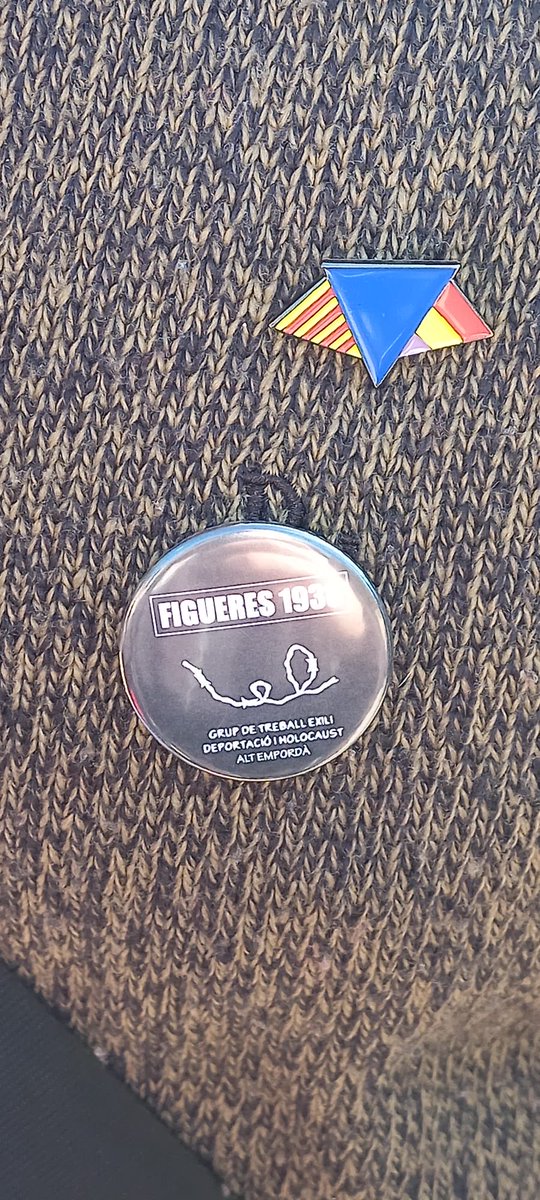 FIGUERES
GRUP DE TREBALL EXILI
DEPORTACIÓ I HOLOCAUST
ALT EMPORDÀ